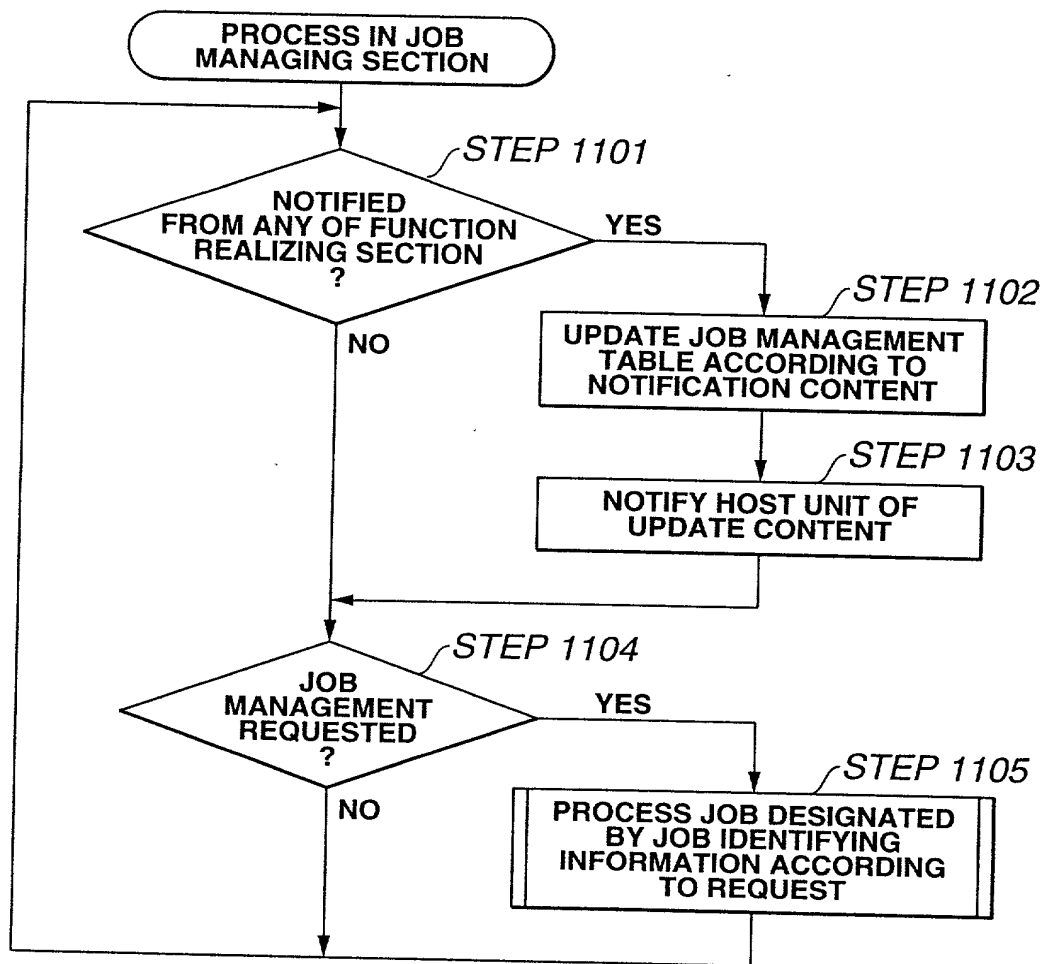 PROCESS IN JOB
MANAGING SECTION
STEP 1101
NOTIFIED
FROM ANY OF FUNCTION
REALIZING SECTION
?
YES
NO
STEP 1102
UPDATE JOB MANAGEMENT
TABLE ACCORDING TO
NOTIFICATION CONTENT
STEP 1103
NOTIFY HOST UNIT OF
UPDATE CONTENT
STEP 1104
JOB
MANAGEMENT
REQUESTED
?
YES
NO
STEP 1105
PROCESS JOB DESIGNATED
BY JOB IDENTIFYING
INFORMATION ACCORDING
TO REQUEST